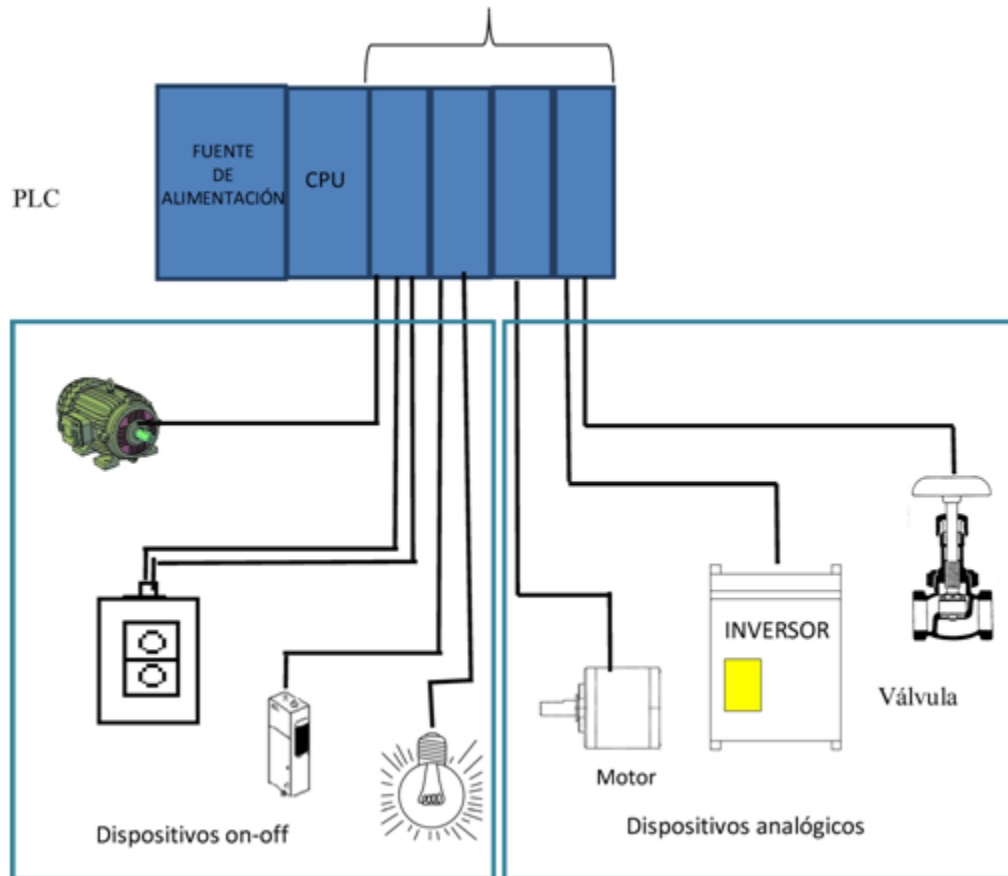 PLC
FUENTE
DE
ALIMENTACIÓN
CPU
INVERSOR
Válvula
Motor
Dispositivos on-off
Dispositivos analógicos